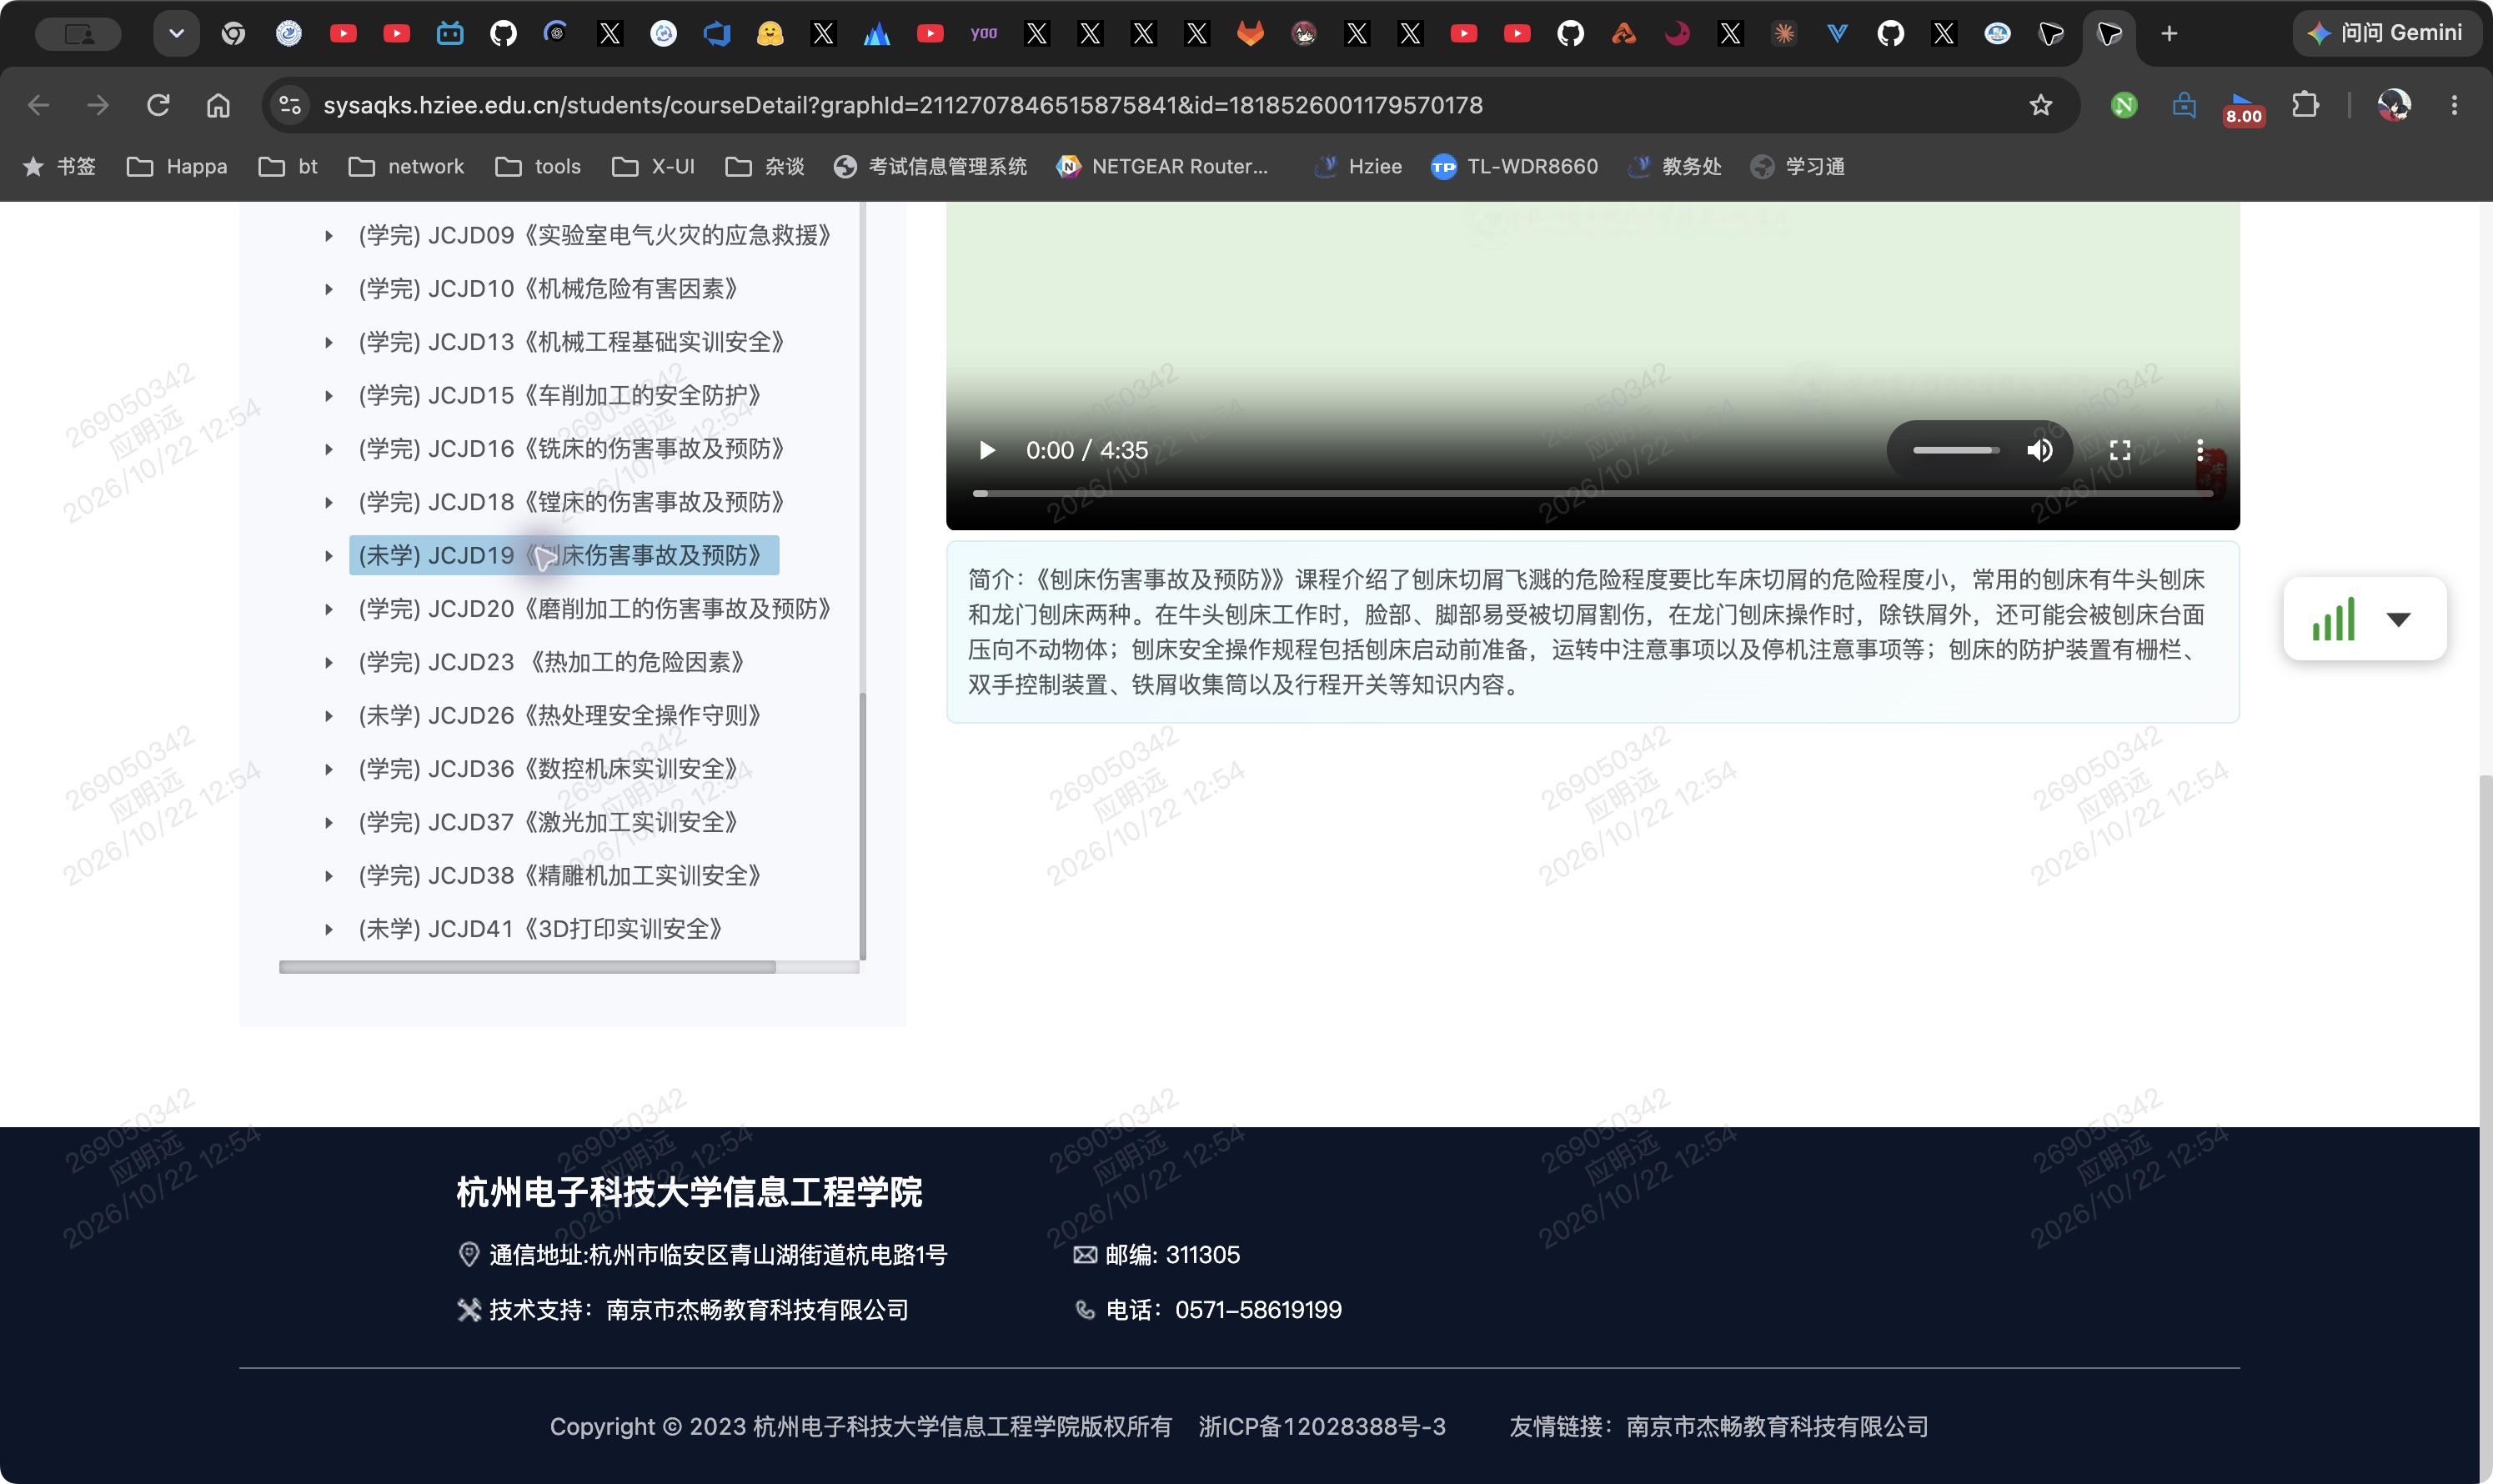 yoo
问问 Gemini
sysaqks.hziee.edu.cn/students/courseDetail?graphId=2112707846515875841&id=1818526001179570178
8.00
书签
Happa
bt
network
tools
X-UI
杂谈
考试信息管理系统
NETGEAR Router...
Hziee
TP
TL-WDR8660
教务处
学习通
(学完) JCJD09《实验室电气火灾的应急救援》
(学完) JCJD10《机械危险有害因素》
(学完) JCJD13《机械工程基础实训安全》
(学完) JCJD15《车削加工的安全防护》
(学完) JCJD16《铣床的伤害事故及预防》
(学完) JCJD18《镗床的伤害事故及预防》
(未学) JCJD19《刨床伤害事故及预防》
(学完) JCJD20《磨削加工的伤害事故及预防》
(学完) JCJD23 《热加工的危险因素》
(未学) JCJD26《热处理安全操作守则》
(学完) JCJD36《数控机床实训安全》
(学完) JCJD37《激光加工实训安全》
(学完) JCJD38《精雕机加工实训安全》
(未学) JCJD41《3D打印实训安全》
0:00 / 4:35
简介：《刨床伤害事故及预防》》课程介绍了刨床切屑飞溅的危险程度要比车床切屑的危险程度小，常用的刨床有牛头刨床
和龙门刨床两种。在牛头刨床工作时，脸部、脚部易受被切屑割伤，在龙门刨床操作时，除铁屑外，还可能会被刨床台面
压向不动物体；刨床安全操作规程包括刨床启动前准备，运转中注意事项以及停机注意事项等；刨床的防护装置有栅栏、
双手控制装置、铁屑收集筒以及行程开关等知识内容。
269050342
应明远
2026/10/22 12:54
杭州电子科技大学信息工程学院
通信地址:杭州市临安区青山湖街道杭电路1号
邮编: 311305
技术支持：南京市杰畅教育科技有限公司
电话：0571-58619199
Copyright © 2023 杭州电子科技大学信息工程学院版权所有 浙ICP备12028388号-3 友情链接：南京市杰畅教育科技有限公司